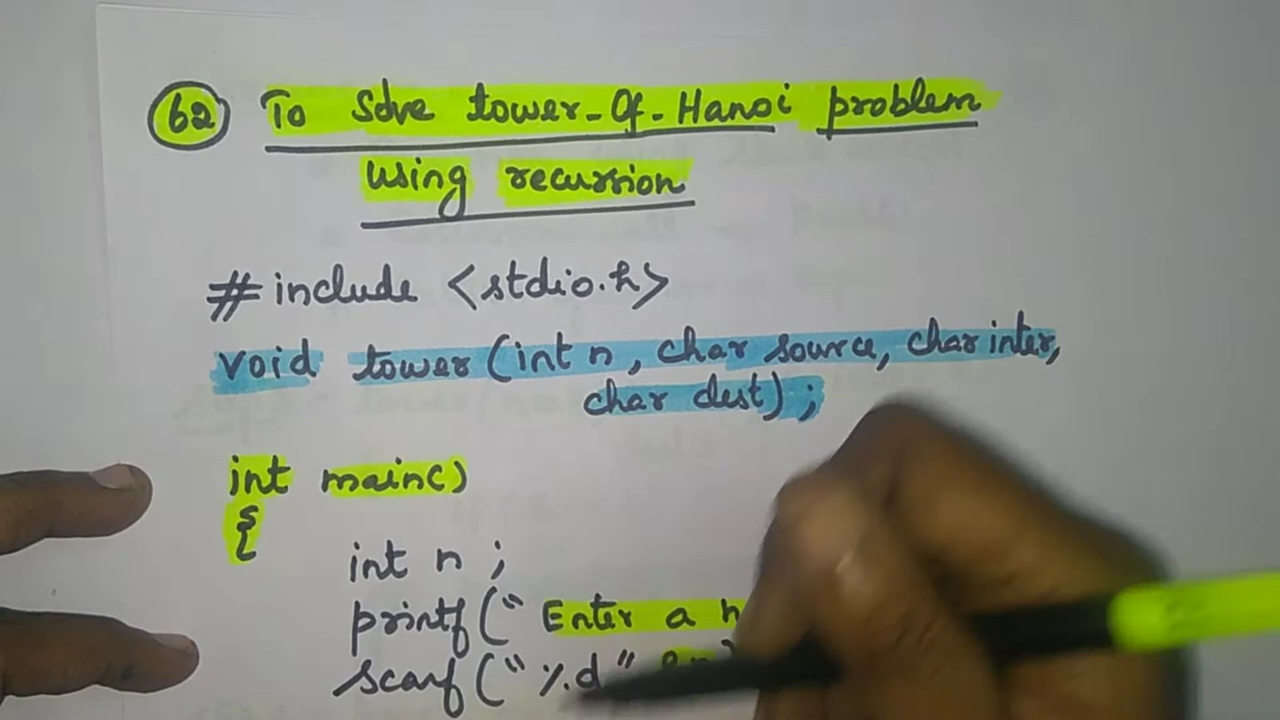 62 To Solve tower-Of-Hanoi problem
using recursion
#include <stdio.h>
void tower(int n, char source, char inter,
char dest);
int main()
{
int n;
printf("Enter a
scanf("%d"